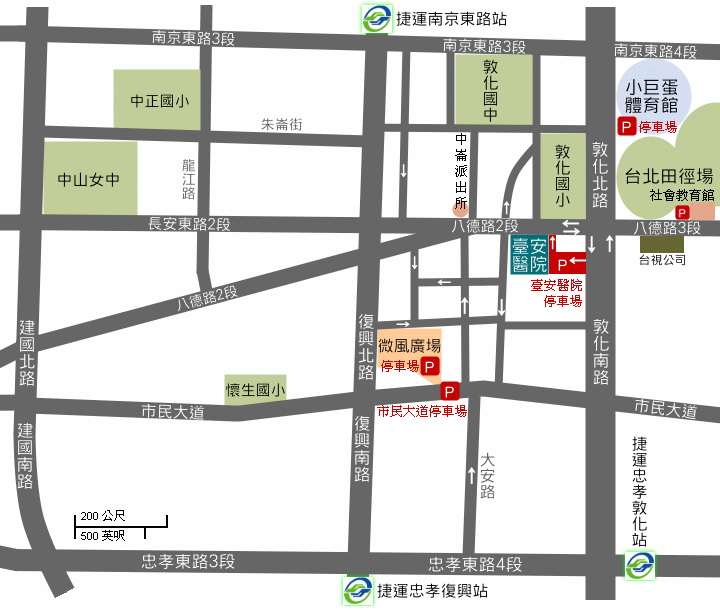 捷運南京東路站
南京東路3段
南京東路3段
南京東路4段
敦化國中
小巨蛋
體育館
P 停車場
中正國小
朱崙街
中崙派出所
敦化國小
敦化北路
中山女中
龍江路
台北田徑場
社會教育館
P
長安東路2段
八德路2段
八德路3段
臺安
醫院
P
台視公司
臺安醫院
停車場
八德路2段
建國北路
復興北路
敦化南路
微風廣場
停車場 P
懷生國小
P
市民大道
市民大道停車場
市民大道
建國南路
復興南路
大安路
捷運忠孝敦化站
200 公尺
500 英呎
忠孝東路3段
忠孝東路4段
捷運忠孝復興站